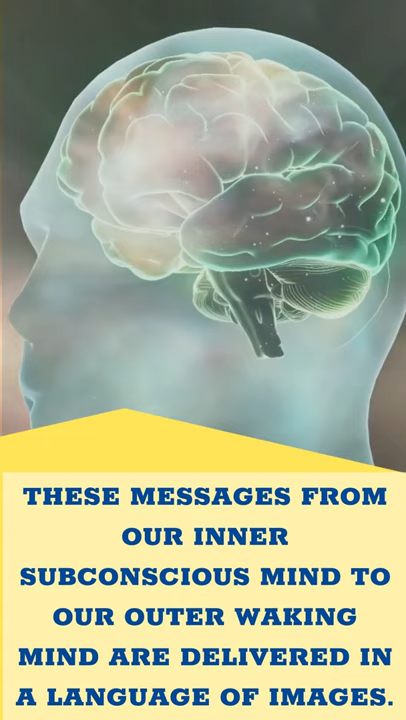 THESE MESSAGES FROM
OUR INNER
SUBCONSCIOUS MIND TO
OUR OUTER WAKING
MIND ARE DELIVERED IN
A LANGUAGE OF IMAGES.